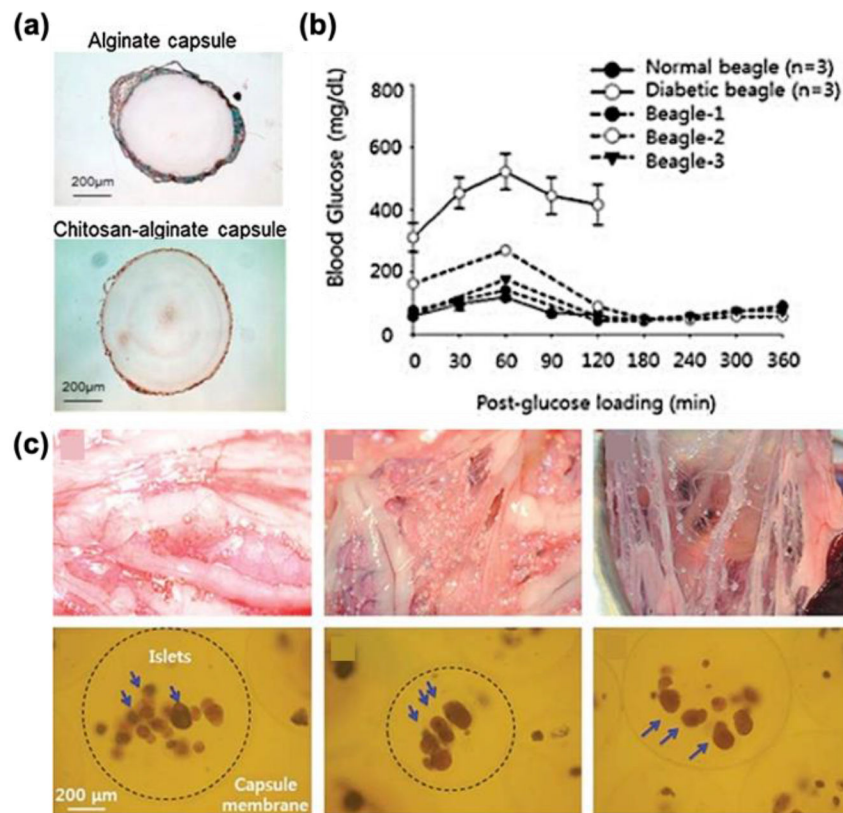 (a)
Alginate capsule
200μm
Chitosan-alginate capsule
200μm
(b)
Normal beagle (n=3)
Diabetic beagle (n=3)
Beagle-1
Beagle-2
Beagle-3
Blood Glucose (mg/dL)
800
600
400
200
0
0 30 60 90 120 180 240 300 360
Post-glucose loading (min)
(c)
Islets
Capsule
membrane
200 μm